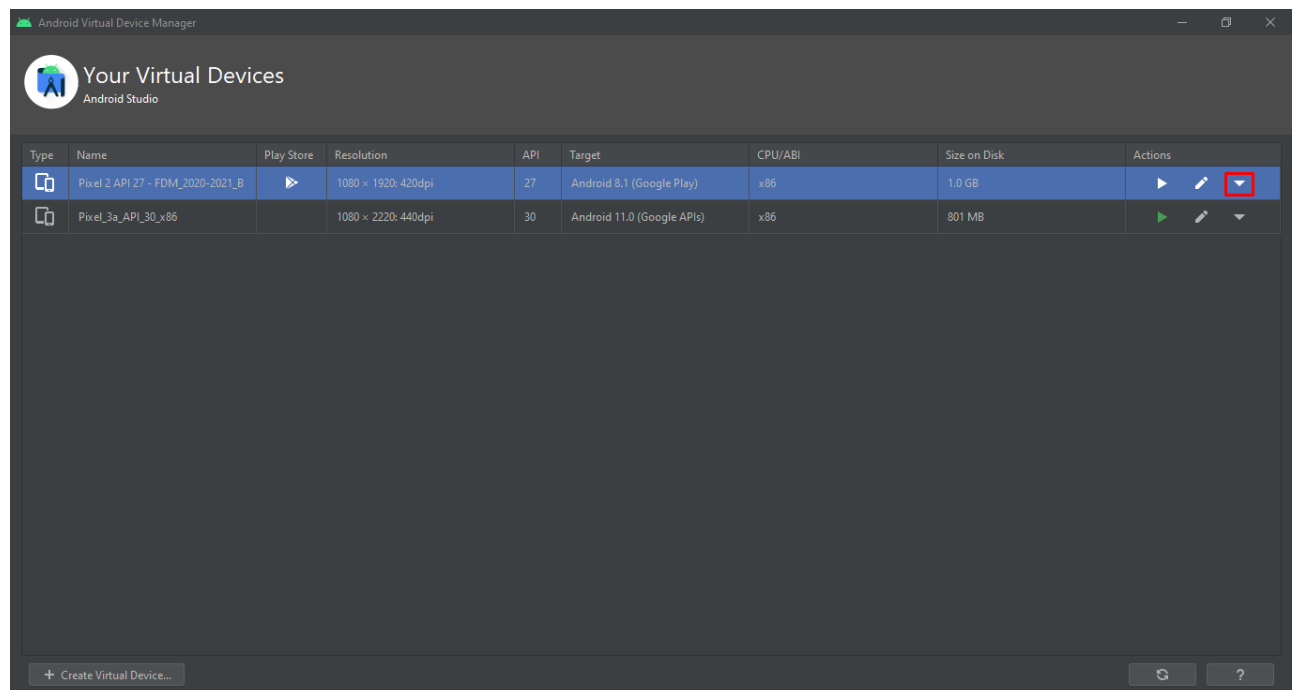 Android Virtual Device Manager
Your Virtual Devices
Android Studio
Type Name Play Store Resolution API Target CPU/ABI Size on Disk Actions
Pixel 2 API 27 - FDM_2020-2021_B 1080 × 1920: 420dpi 27 Android 8.1 (Google Play) x86 1.0 GB
Pixel_3a_API_30_x86 1080 × 2220: 440dpi 30 Android 11.0 (Google APIs) x86 801 MB
+ Create Virtual Device... ?